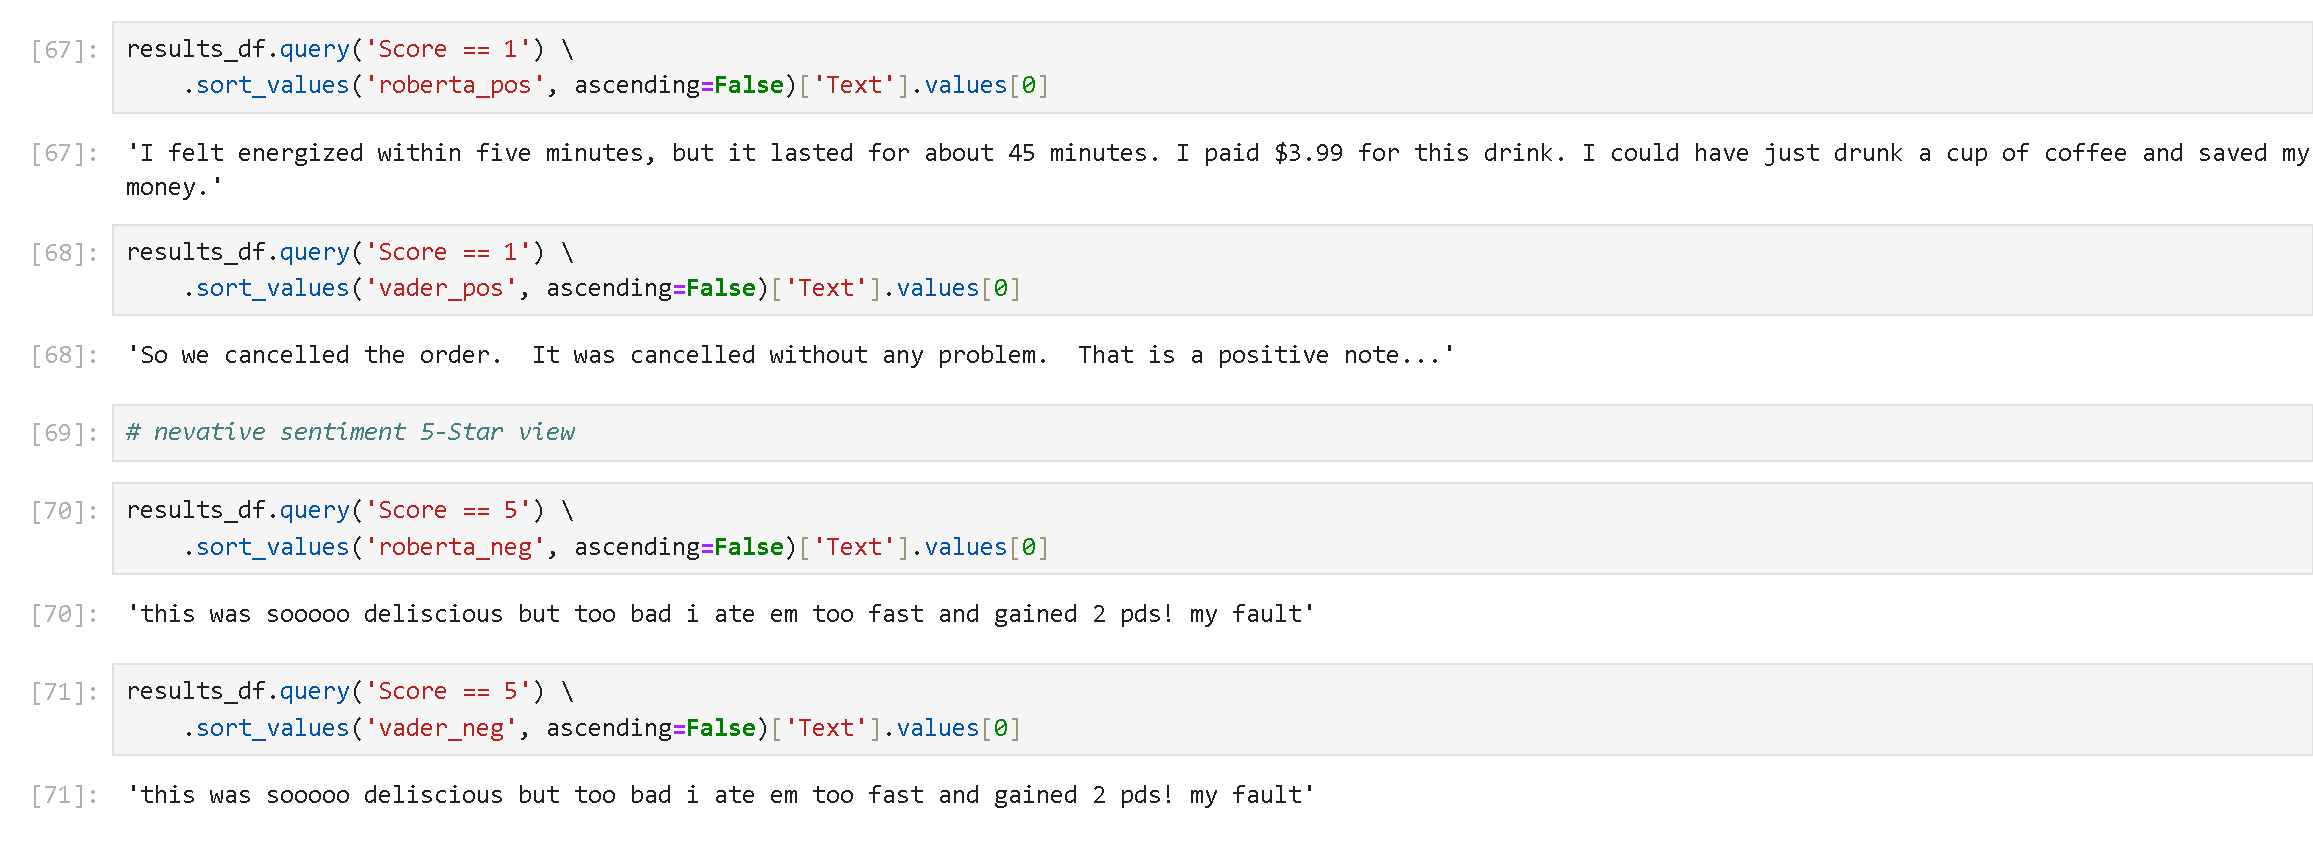 [67]: results_df.query('Score == 1') \
.sort_values('roberta_pos', ascending=False)['Text'].values[0]
[67]: 'I felt energized within five minutes, but it lasted for about 45 minutes. I paid $3.99 for this drink. I could have just drunk a cup of coffee and saved my
money.'
[68]: results_df.query('Score == 1') \
.sort_values('vader_pos', ascending=False)['Text'].values[0]
[68]: 'So we cancelled the order.  It was cancelled without any problem.  That is a positive note...'
[69]: # nevative sentiment 5-Star view
[70]: results_df.query('Score == 5') \
.sort_values('roberta_neg', ascending=False)['Text'].values[0]
[70]: 'this was sooooo deliscious but too bad i ate em too fast and gained 2 pds! my fault'
[71]: results_df.query('Score == 5') \
.sort_values('vader_neg', ascending=False)['Text'].values[0]
[71]: 'this was sooooo deliscious but too bad i ate em too fast and gained 2 pds! my fault'